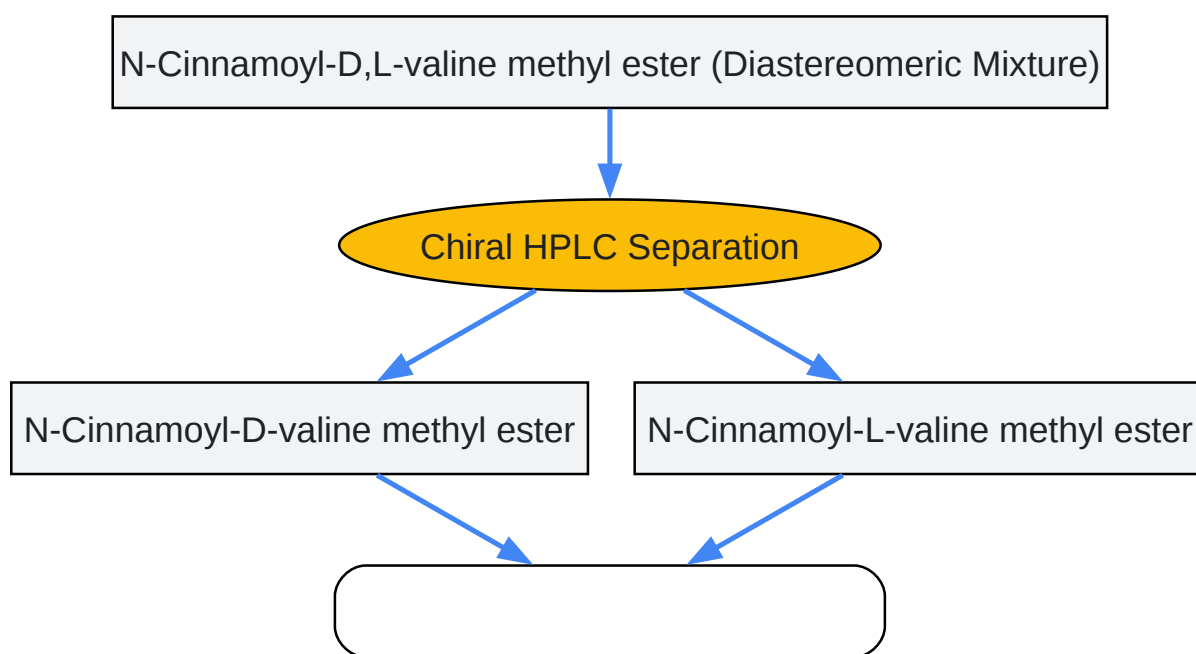 N-Cinnamoyl-D,L-valine methyl ester (Diastereomeric Mixture)
Chiral HPLC Separation
N-Cinnamoyl-D-valine methyl ester
N-Cinnamoyl-L-valine methyl ester